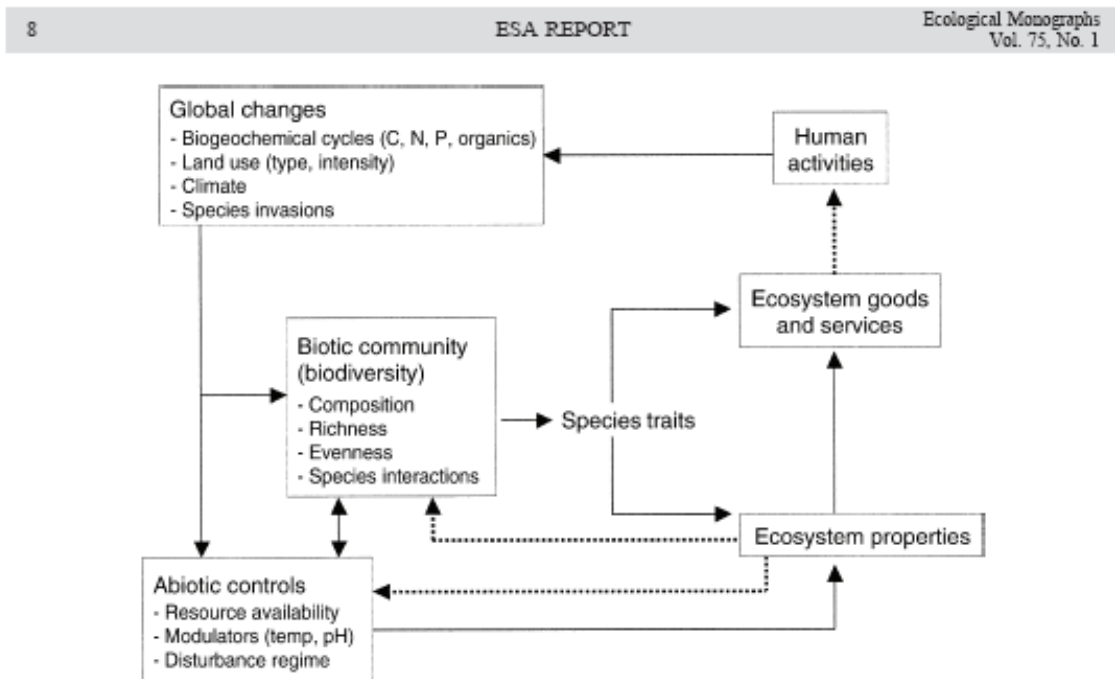 8
ESA REPORT
Ecological Monographs
Vol. 75, No. 1
Global changes
- Biogeochemical cycles (C, N, P, organics)
- Land use (type, intensity)
- Climate
- Species invasions
Human
activities
Ecosystem goods
and services
Biotic community
(biodiversity)
- Composition
- Richness
- Evenness
- Species interactions
Species traits
Ecosystem properties
Abiotic controls
- Resource availability
- Modulators (temp, pH)
- Disturbance regime